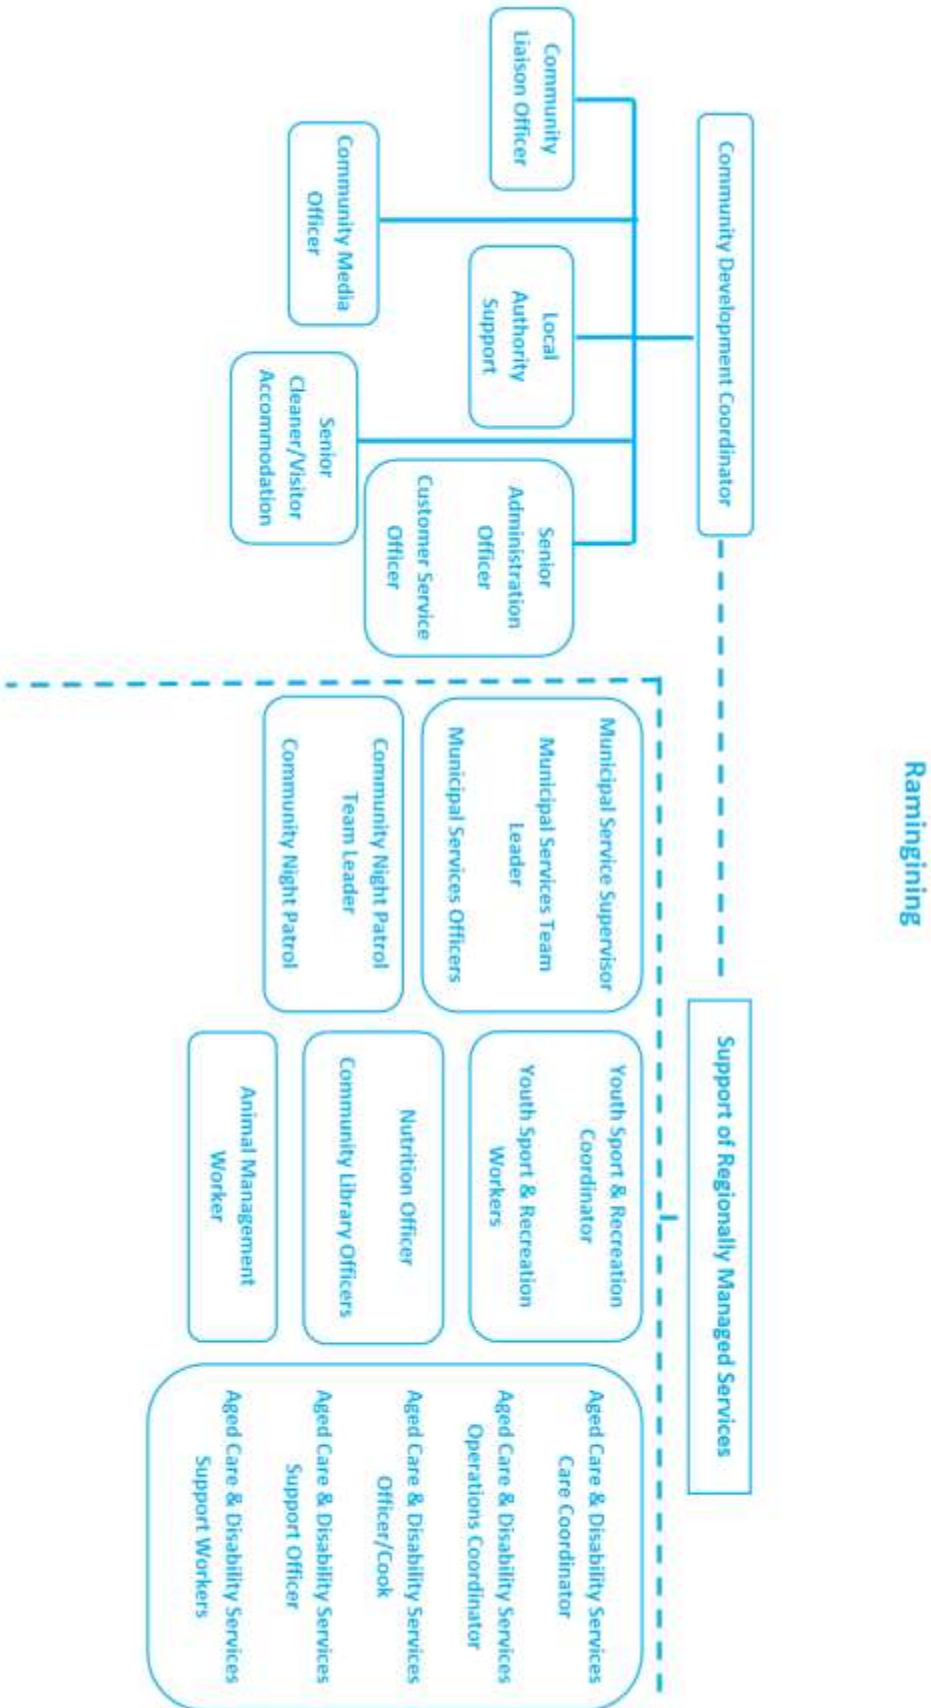 Ramingining
Community Development Coordinator
Support of Regionally Managed Services
Community
Liaison Officer
Community Media
Officer
Local
Authority
Support
Senior
Cleaner/Visitor
Accommodation
Senior
Administration
Officer
Customer Service
Officer
Municipal Service Supervisor
Municipal Services Team
Leader
Municipal Services Officers
Community Night Patrol
Team Leader
Community Night Patrol
Youth Sport & Recreation
Coordinator
Youth Sport & Recreation
Workers
Nutrition Officer
Community Library Officers
Animal Management
Worker
Aged Care & Disability Services
Care Coordinator
Aged Care & Disability Services
Operations Coordinator
Aged Care & Disability Services
Officer/Cook
Aged Care & Disability Services
Support Officer
Aged Care & Disability Services
Support Workers